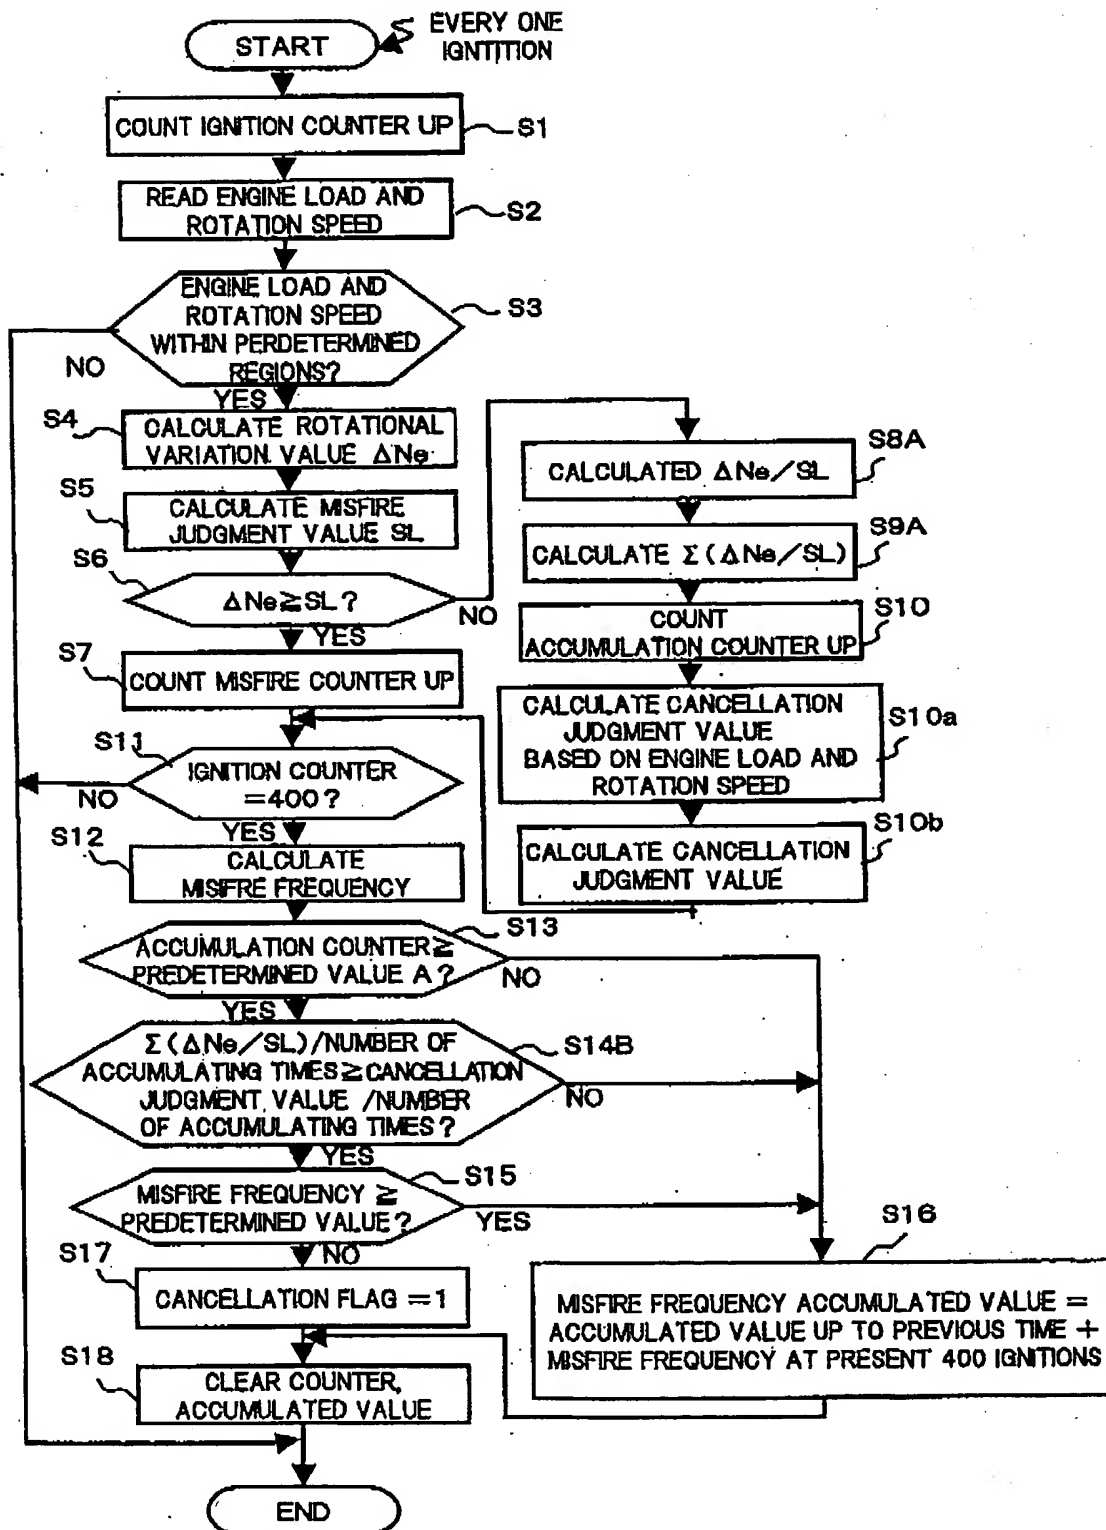 START
EVERY ONE
IGNTITION
COUNT IGNITION COUNTER UP
S1
READ ENGINE LOAD AND
ROTATION SPEED
S2
ENGINE LOAD AND
ROTATION SPEED
WITHIN PERDETERMINED
REGIONS?
S3
NO
YES
S4
CALCULATE ROTATIONAL
VARIATION VALUE ΔNe
S5
CALCULATE MISFIRE
JUDGMENT VALUE SL
S6
ΔNe≧SL?
NO
YES
S7
COUNT MISFIRE COUNTER UP
S8A
CALCULATED ΔNe/SL
S9A
CALCULATE Σ(ΔNe/SL)
S10
COUNT
ACCUMULATION COUNTER UP
S10a
CALCULATE CANCELLATION
JUDGMENT VALUE
BASED ON ENGINE LOAD AND
ROTATION SPEED
S10b
CALCULATE CANCELLATION
JUDGMENT VALUE
S11
IGNITION COUNTER
=400?
NO
YES
S12
CALCULATE
MISIFRE FREQUENCY
S13
ACCUMULATION COUNTER≧
PREDETERMINED VALUE A?
NO
YES
Σ(ΔNe/SL)/NUMBER OF
ACCUMULATING TIMES≧CANCELLATION
JUDGMENT VALUE /NUMBER
OF ACCUMULATING TIMES?
S14B
NO
YES
S15
MISFIRE FREQUENCY ≧
PREDETERMINED VALUE?
YES
NO
S16
MISFIRE FREQUENCY ACCUMULATED VALUE =
ACCUMULATED VALUE UP TO PREVIOUS TIME +
MISFIRE FREQUENCY AT PRESENT 400 IGNITIONS
S17
CANCELLATION FLAG =1
S18
CLEAR COUNTER,
ACCUMULATED VALUE
END